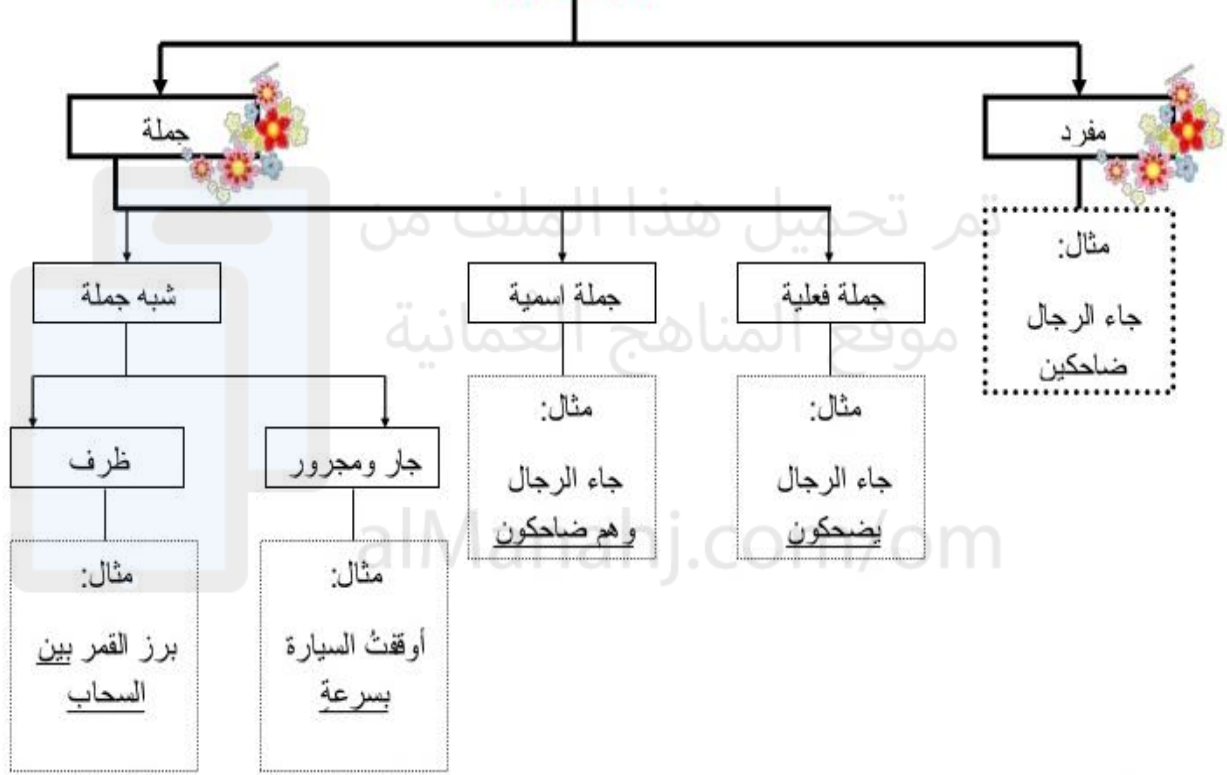 مفرد
جملة
مثال:
جاء الرجال
ضاحكين
جملة فعلية
جملة اسمية
شبه جملة
مثال:
جاء الرجال
يضحكون
مثال:
جاء الرجال
وهم ضاحكون
جار ومجرور
ظرف
مثال:
أوقفتُ السيارة
بسرعةٍ
مثال:
برز القمر بين
السحاب
تم تحميل هذا الملف من
موقع المناهج العمانية
alManahj.com/om